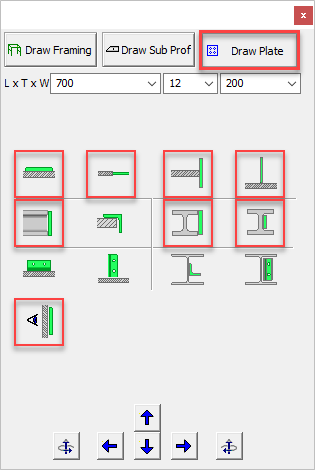 Draw Framing Draw Sub Prof Draw Plate
L x T x W 700 12 200